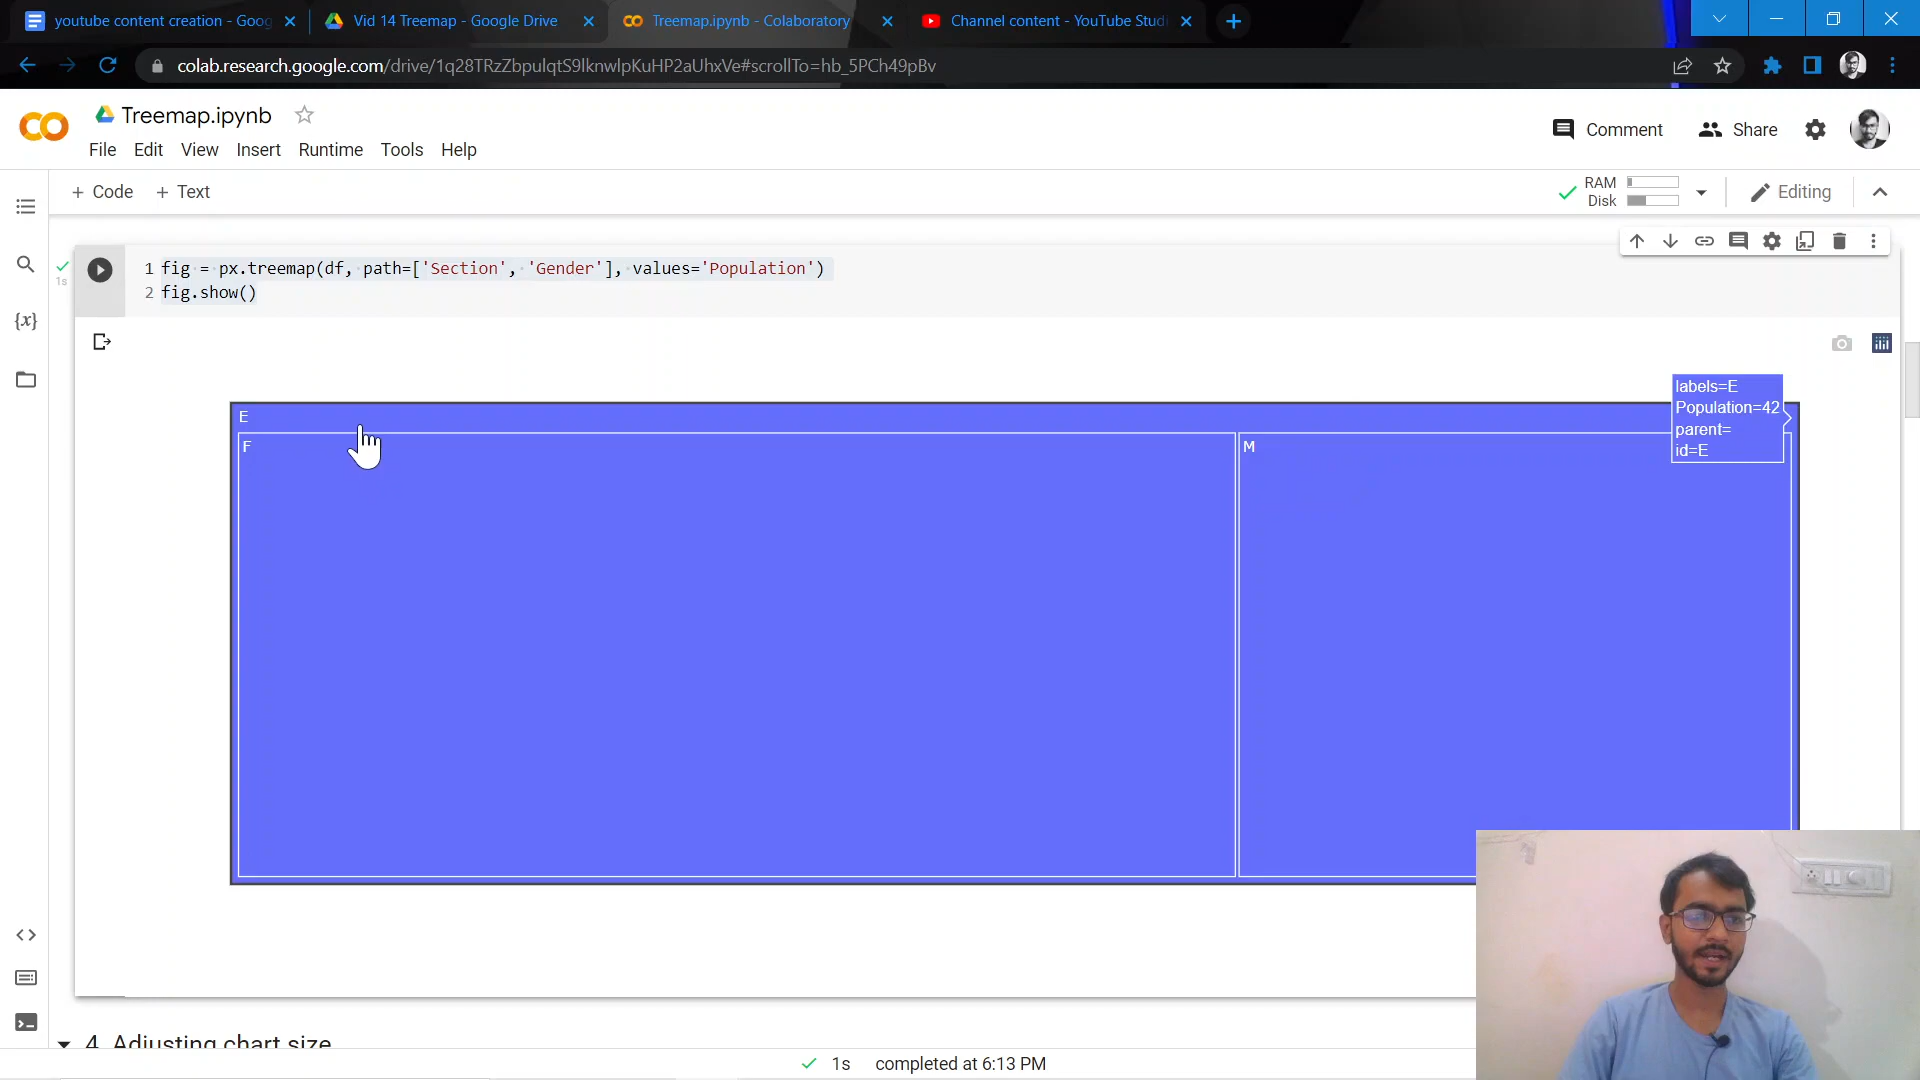 youtube content creation - Goog
Vid 14 Treemap - Google Drive
Treemap.ipynb - Colaboratory
Channel content - YouTube Studi
colab.research.google.com/drive/1q28TRzZbpulqtS9lknwlpKuHP2aUhxVe#scrollTo=hb_5PCh49pBv
Treemap.ipynb
Comment
Share
File Edit View Insert Runtime Tools Help
+ Code + Text
RAM
Disk
Editing
1s
1 fig = px.treemap(df, path=['Section', 'Gender'], values='Population')
2 fig.show()
{x}
labels=E
Population=42
parent=
id=E
E
F
M
4. Adjusting chart size
1s completed at 6:13 PM